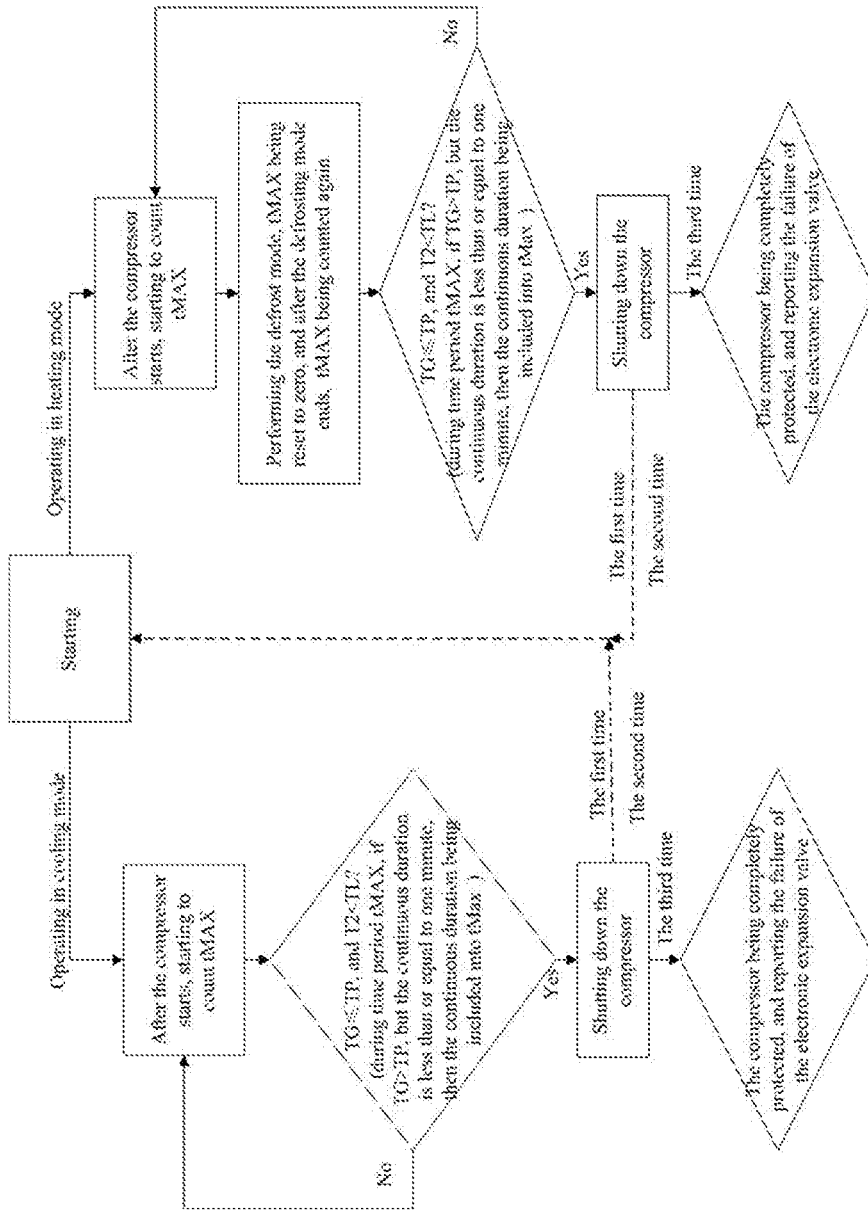 Starting
Operating in cooling mode
After the compressor
starts, starting to
count tMAX
TG≤TP, and T2<TL?
(during time period tMAX, if
TG>TP, but the continuous duration
is less than or equal to one minute,
then the continuous duration being
included into tMax )
No
Yes
Shutting down the
compressor
The first time
The second time
The third time
The compressor being completely
protected, and reporting the failure of
the electronic expansion valve
Operating in heating mode
After the compressor
starts, starting to count
tMAX
Performing the defrost mode, tMAX being
reset to zero, and after the defrosting mode
ends, tMAX being counted again
TG≤TP, and T2<TL?
(during time period tMAX, if TG>TP, but the
continuous duration is less than or equal to one
minute, then the continuous duration being
included into tMax )
No
Yes
Shutting down the
compressor
The first time
The second time
The third time
The compressor being completely
protected, and reporting the failure of
the electronic expansion valve